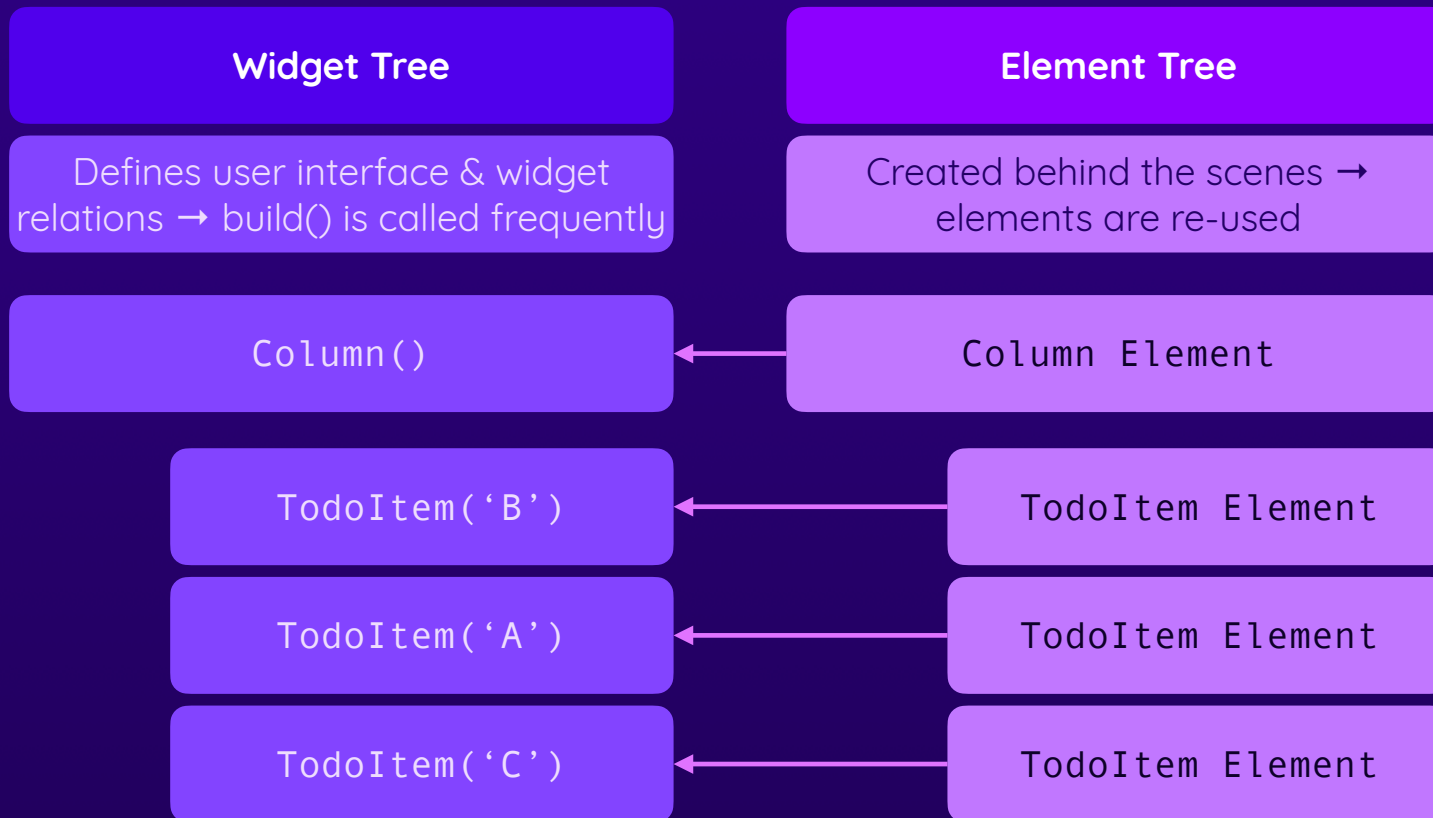 Widget Tree
Element Tree
Defines user interface & widget
relations → build() is called frequently
Created behind the scenes →
elements are re-used
Column()
Column Element
TodoItem(‘B’)
TodoItem Element
TodoItem(‘A’)
TodoItem Element
TodoItem(‘C’)
TodoItem Element